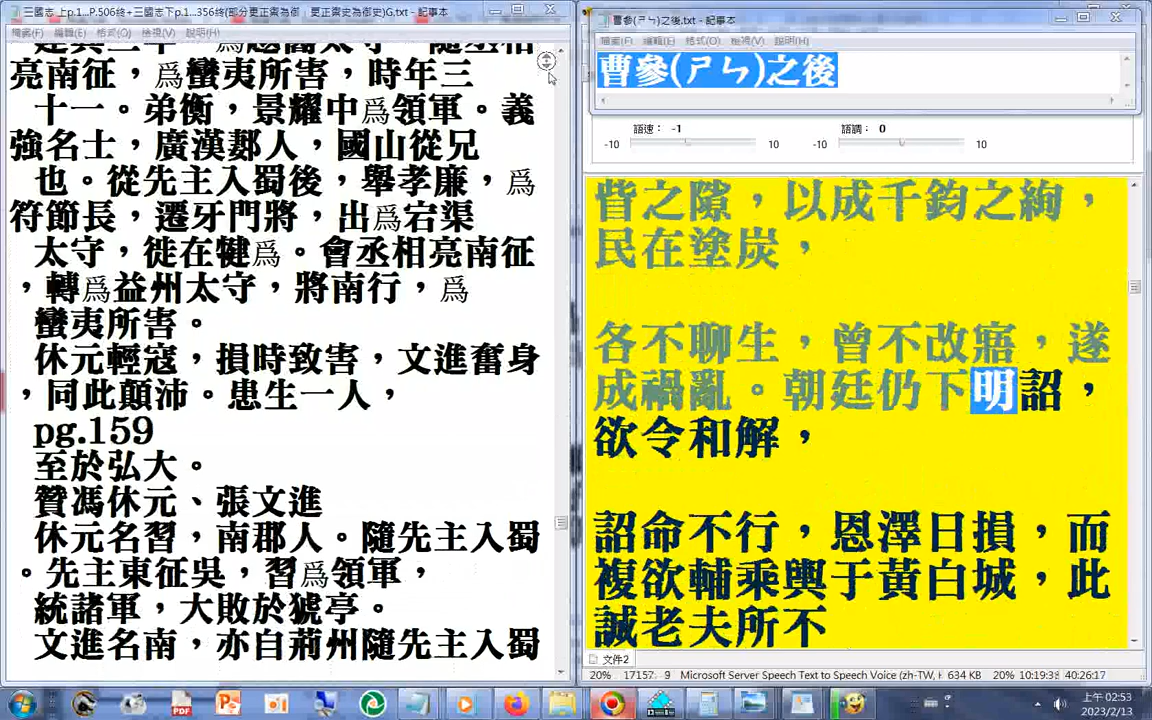 三國志 上p.1...P.506終+三國志下p.1...356終(部分更正齊為御│更正齊史為御史)G.txt - 記事本
檔案(F) 編輯(E) 格式(O) 檢視(V) 說明(H)
亮南征，爲蠻夷所害，時年三
十一。弟衡，景耀中爲領軍。義
強名士，廣漢郪人，國山從兄
也。從先主入蜀後，舉孝廉，爲
符節長，遷牙門將，出爲宕渠
太守，徙在犍爲。會丞相亮南征
，轉爲益州太守，將南行，爲
蠻夷所害。
休元輕寇，損時致害，文進奮身
，同此顛沛。患生一人，
pg.159
至於弘大。
贊馮休元、張文進
休元名習，南郡人。隨先主入蜀
。先主東征吳，習爲領軍，
統諸軍，大敗於猇亭。
文進名南，亦自荊州隨先主入蜀
曹參(ㄕㄣ)之後.txt - 記事本
檔案(F) 編輯(E) 格式(O) 檢視(V) 說明(H)
曹參(ㄕㄣ)之後
語速： -1 語調： 0
-10 10 -10 10
眥之隙，以成千鈞之絢，
民在塗炭，
各不聊生，曾不改寤，遂
成禍亂。朝廷仍下明詔，
欲令和解，
詔命不行，恩澤日損，而
複欲輔乘輿于黃白城，此
誠老夫所不
文件2
20% 17157: 9 Microsoft Server Speech Text to Speech Voice (zh-TW, H 634 KB 20% 10:19:38 40:26:17
上午 02:53
2023/2/13